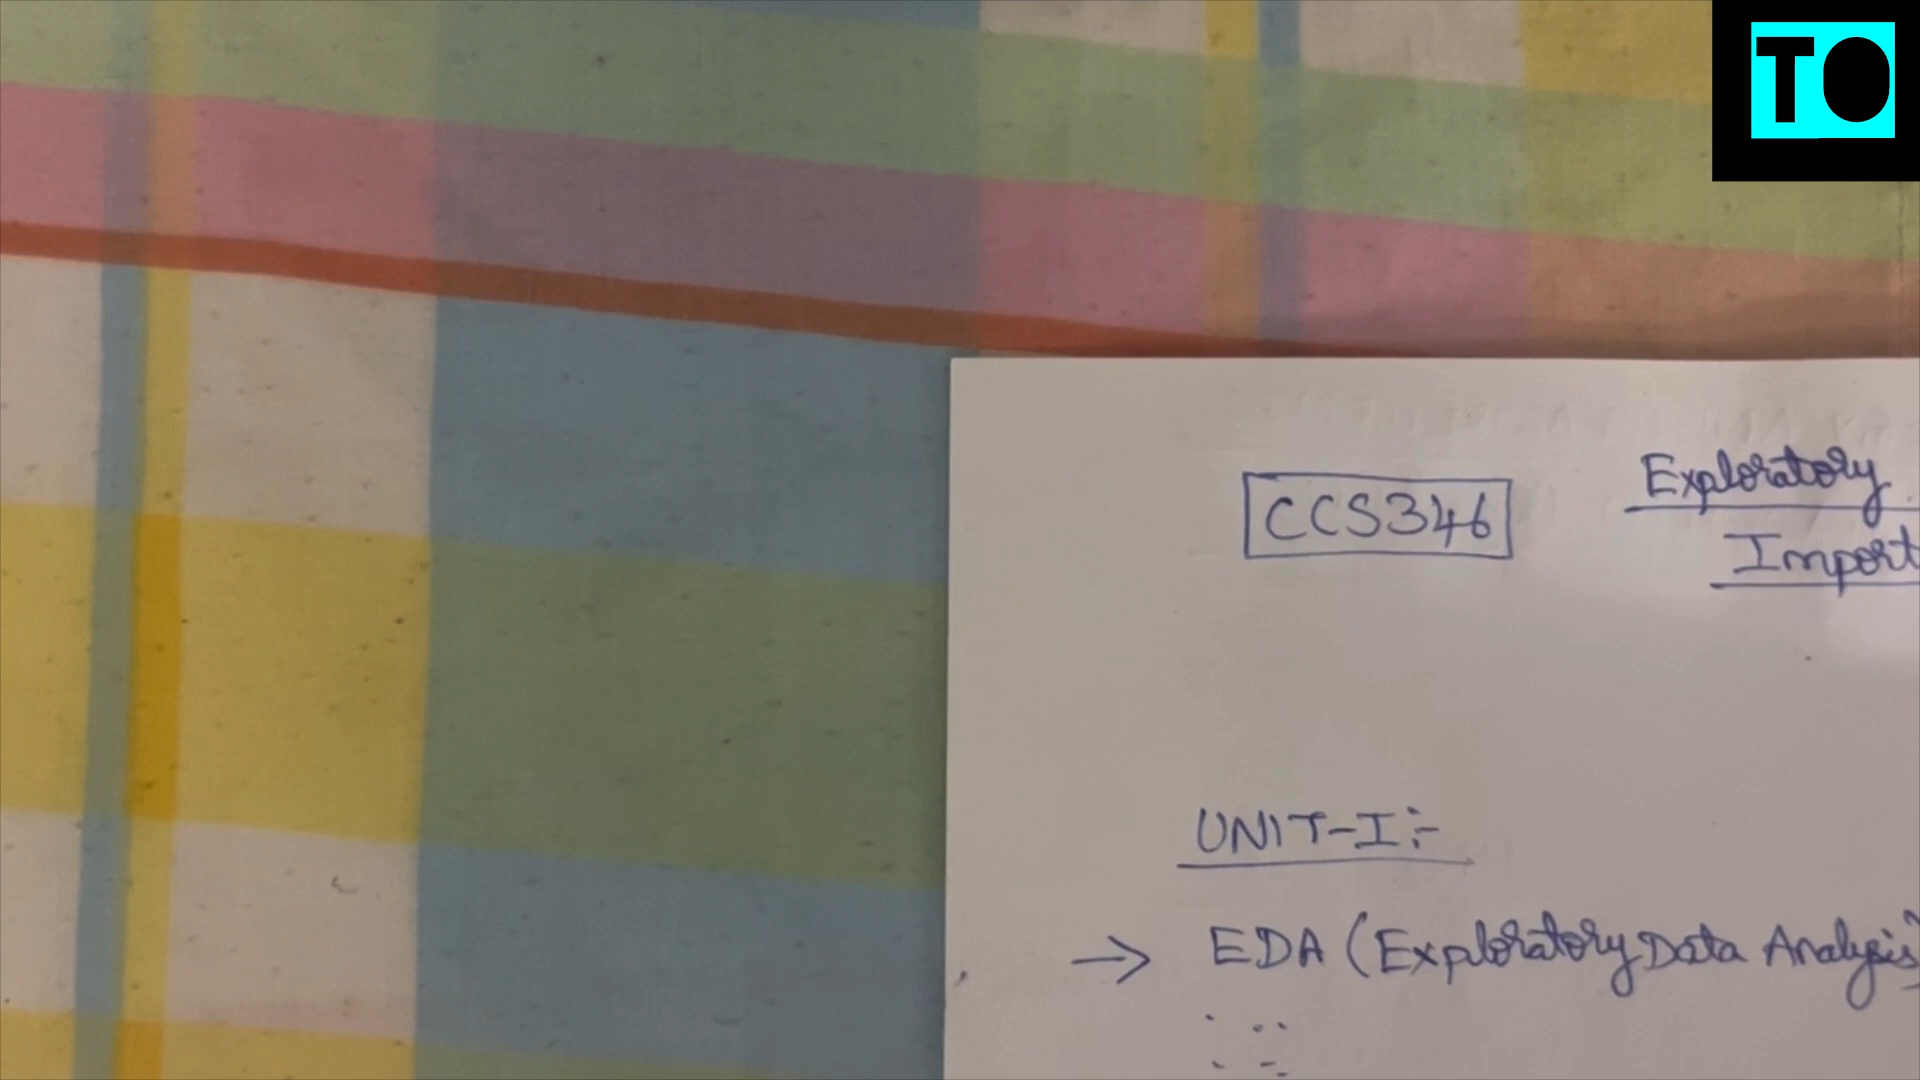 TO
CCS346
Exploratory
Import
UNIT-I:-
→ EDA (Exploratory Data Analysis)